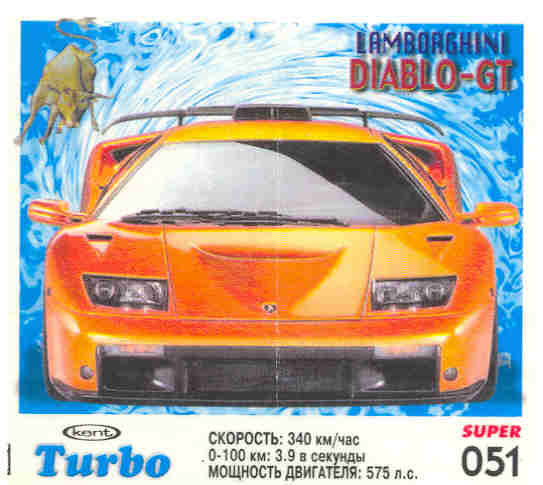 LAMBORGHINI
DIABLO-GT
kent
Turbo
СКОРОСТЬ: 340 км/час
0-100 км: 3.9 в секунды
МОЩНОСТЬ ДВИГАТЕЛЯ: 575 л.с.
SUPER
051